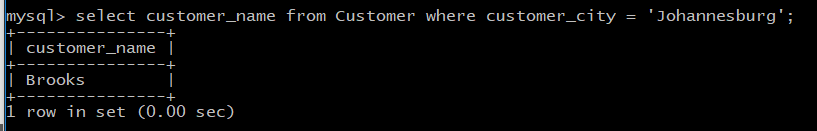 mysql> select customer_name from Customer where customer_city = 'Johannesburg';
+---------------+
| customer_name |
+---------------+
| Brooks        |
+---------------+
1 row in set (0.00 sec)